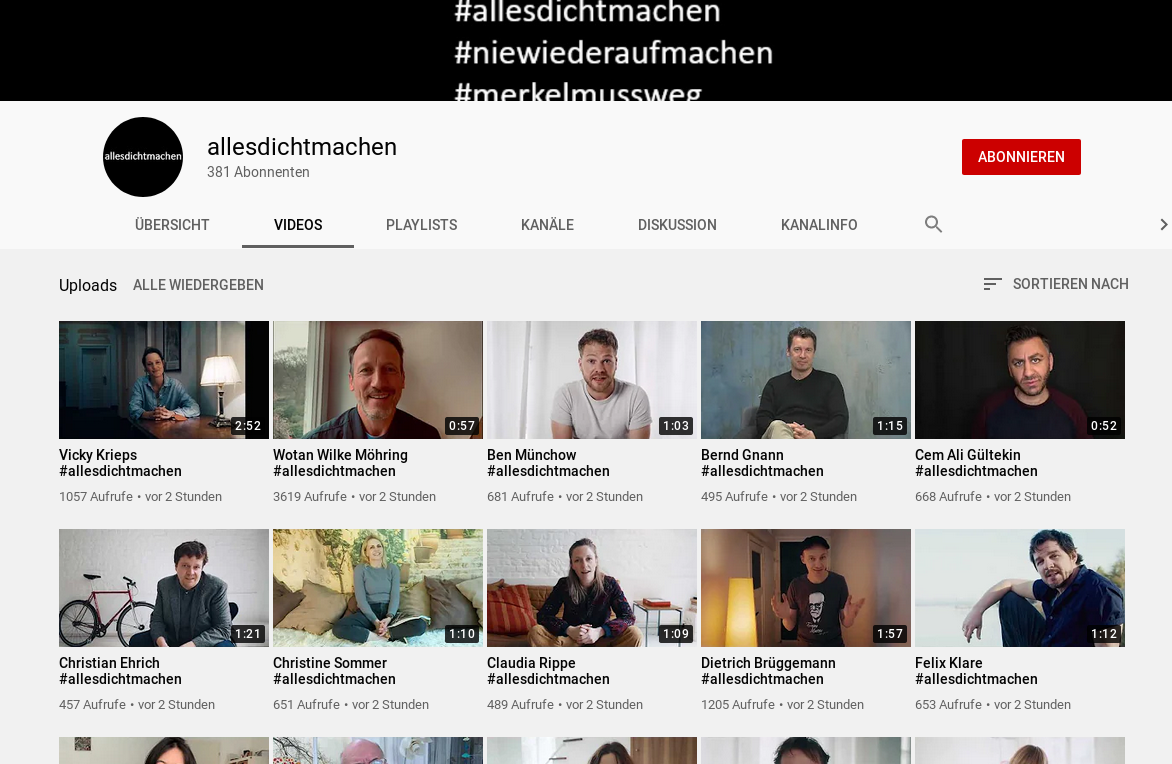 #allesdichtmachen
#niewiederaufmachen
#merkelmussweg
allesdichtmachen
allesdichtmachen
381 Abonnenten
ABONNIEREN
ÜBERSICHT
VIDEOS
PLAYLISTS
KANÄLE
DISKUSSION
KANALINFO
Uploads
ALLE WIEDERGEBEN
SORTIEREN NACH
2:52
0:57
1:03
1:15
0:52
Vicky Krieps
#allesdichtmachen
1057 Aufrufe • vor 2 Stunden
Wotan Wilke Möhring
#allesdichtmachen
3619 Aufrufe • vor 2 Stunden
Ben Münchow
#allesdichtmachen
681 Aufrufe • vor 2 Stunden
Bernd Gnann
#allesdichtmachen
495 Aufrufe • vor 2 Stunden
Cem Ali Gültekin
#allesdichtmachen
668 Aufrufe • vor 2 Stunden
1:21
1:10
1:09
1:57
1:12
Christian Ehrich
#allesdichtmachen
457 Aufrufe • vor 2 Stunden
Christine Sommer
#allesdichtmachen
651 Aufrufe • vor 2 Stunden
Claudia Rippe
#allesdichtmachen
489 Aufrufe • vor 2 Stunden
Dietrich Brüggemann
#allesdichtmachen
1205 Aufrufe • vor 2 Stunden
Felix Klare
#allesdichtmachen
653 Aufrufe • vor 2 Stunden